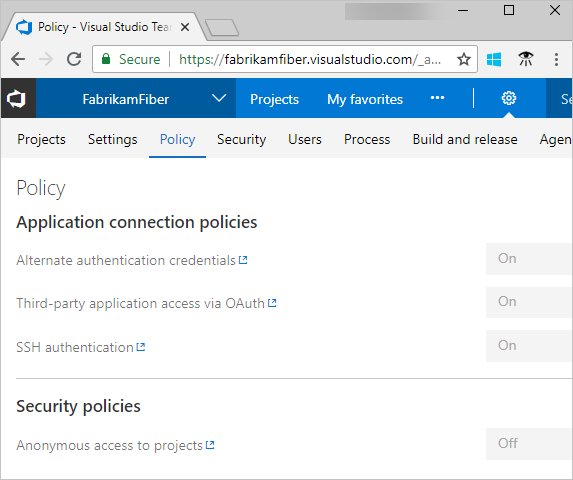 Policy - Visual Studio Tea
Secure https://fabrikamfiber.visualstudio.com/_a...
FabrikamFiber Projects My favorites ... Se
Projects Settings Policy Security Users Process Build and release Agen
Policy
Application connection policies
Alternate authentication credentials On
Third-party application access via OAuth On
SSH authentication On
Security policies
Anonymous access to projects Off